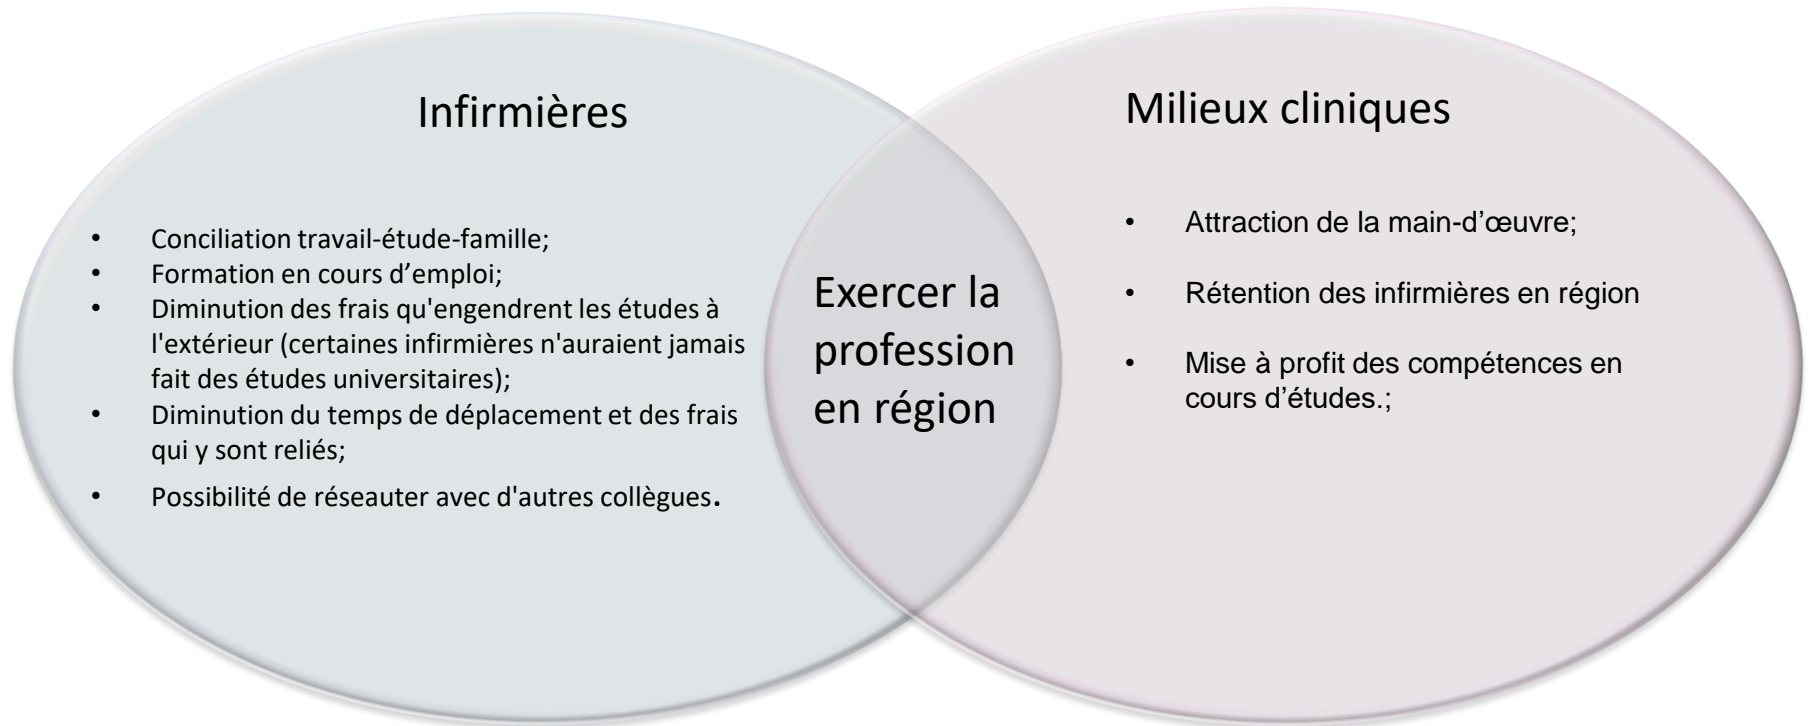 Infirmières
• Conciliation travail-étude-famille;
• Formation en cours d’emploi;
• Diminution des frais qu'engendrent les études à
l'extérieur (certaines infirmières n'auraient jamais
fait des études universitaires);
• Diminution du temps de déplacement et des frais
qui y sont reliés;
• Possibilité de réseauter avec d'autres collègues.
Exercer la
profession
en région
Milieux cliniques
• Attraction de la main-d’œuvre;
• Rétention des infirmières en région
• Mise à profit des compétences en
cours d’études.;